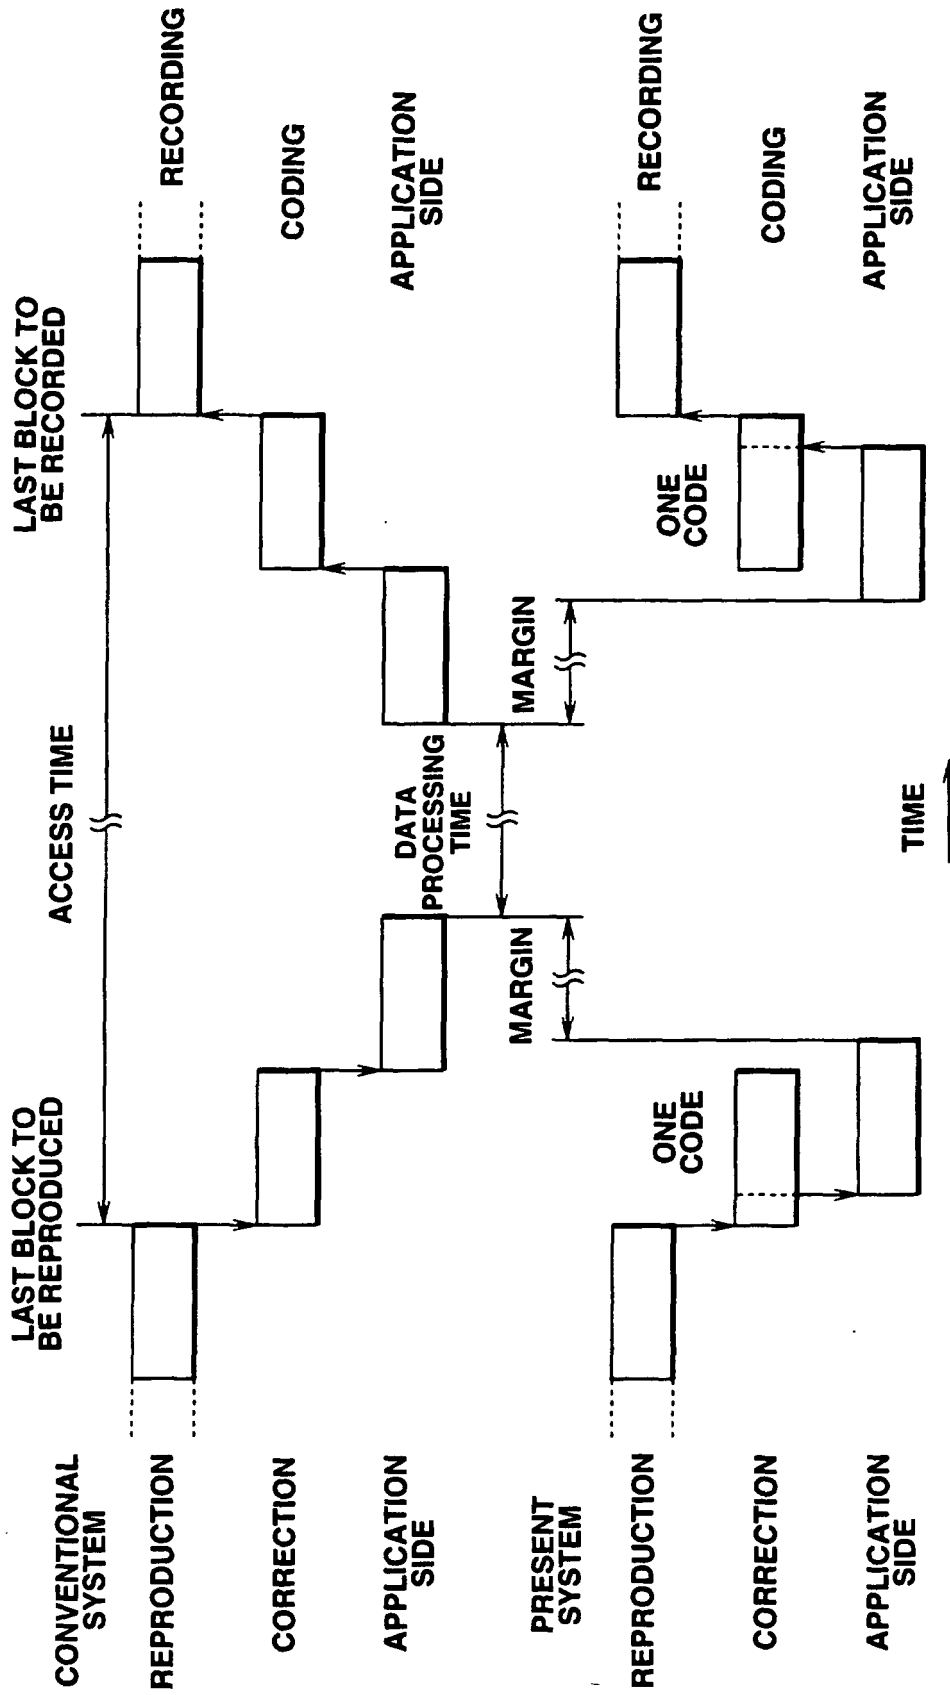 CONVENTIONAL
SYSTEM
LAST BLOCK TO
BE REPRODUCED
ACCESS TIME
LAST BLOCK TO
BE RECORDED
REPRODUCTION
RECORDING
CORRECTION
CODING
APPLICATION
SIDE
DATA
PROCESSING
TIME
APPLICATION
SIDE
PRESENT
SYSTEM
MARGIN
MARGIN
REPRODUCTION
RECORDING
ONE
CODE
ONE
CODE
CORRECTION
CODING
APPLICATION
SIDE
TIME
APPLICATION
SIDE